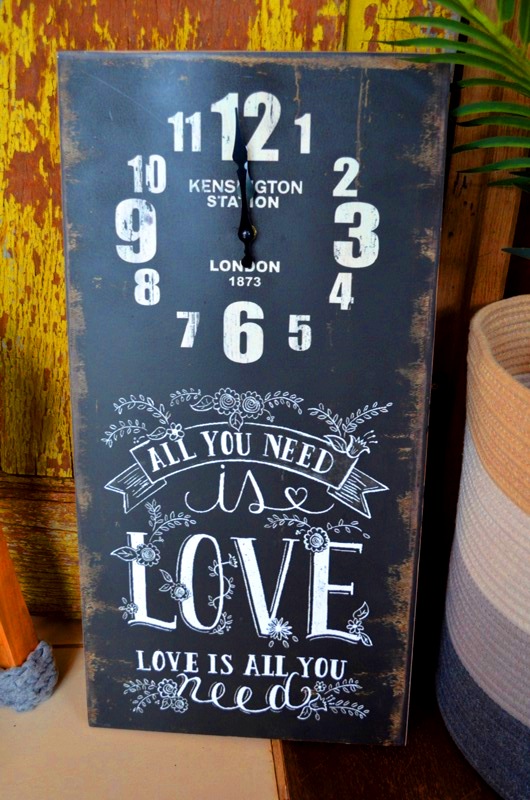 12
11 1
10 2
KENSINGTON
STATION
9 3
LONDON
1873
8 4
7 5
6
ALL YOU NEED
is
LOVE
LOVE IS ALL YOU
need